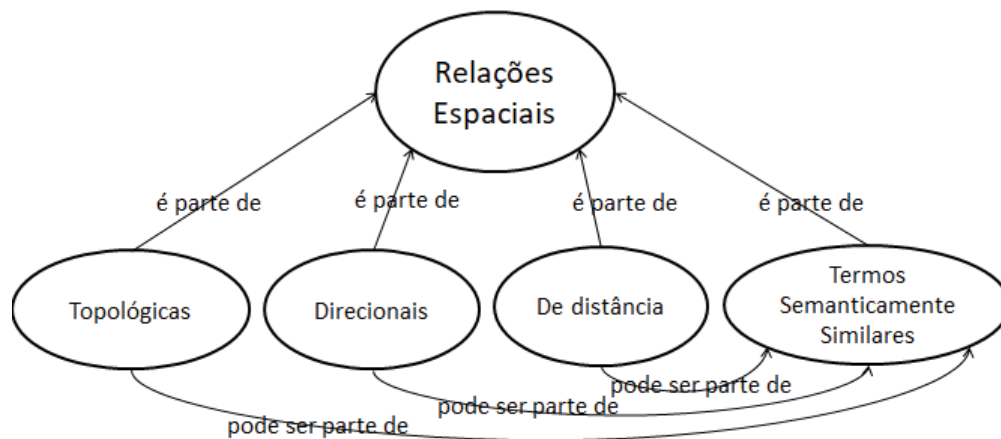 Relações
Espaciais
é parte de
é parte de
é parte de
é parte de
Topológicas
Direcionais
De distância
Termos
Semanticamente
Similares
pode ser parte de
pode ser parte de
pode ser parte de